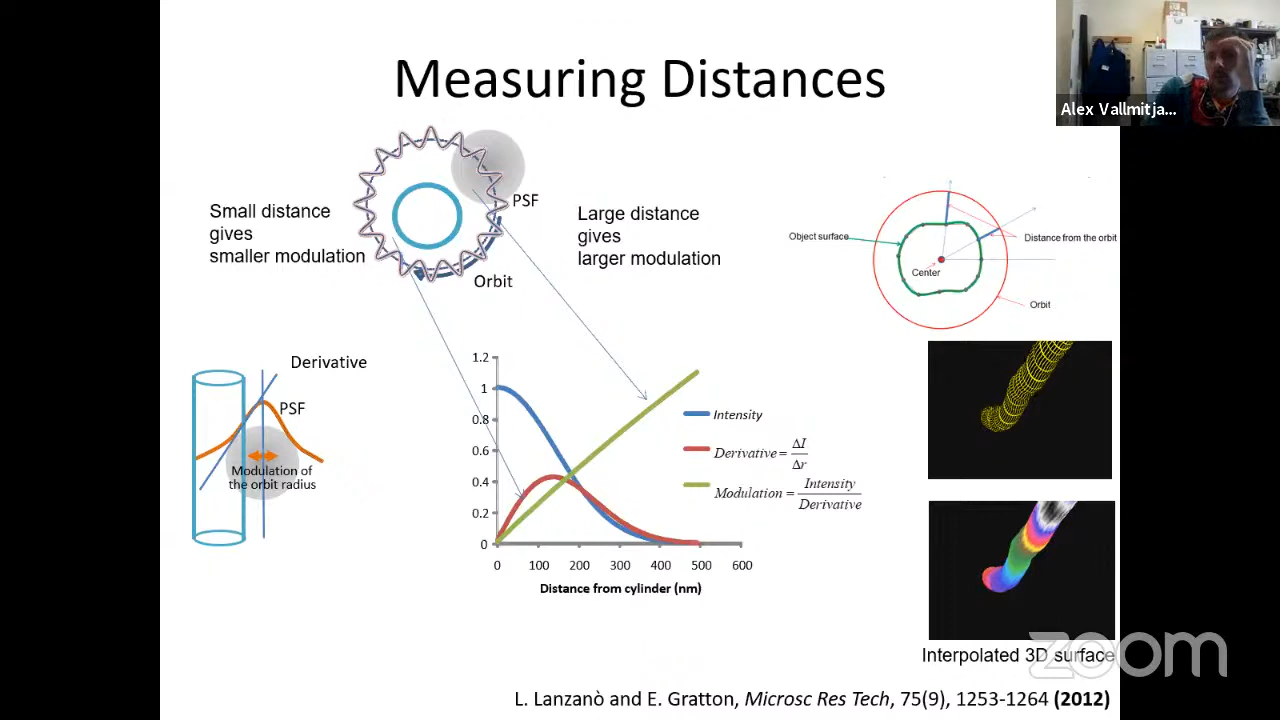 Measuring Distances
Alex Vallmitja...
Small distance
gives
smaller modulation
PSF
Orbit
Large distance
gives
larger modulation
Object surface
Distance from the orbit
Center
Orbit
Derivative
PSF
Modulation of
the orbit radius
1.2
1
0.8
0.6
0.4
0.2
0
0 100 200 300 400 500 600
Distance from cylinder (nm)
Intensity
Derivative = ΔI / Δr
Modulation = Intensity / Derivative
Interpolated 3D surface
zoom
L. Lanzanò and E. Gratton, Microsc Res Tech, 75(9), 1253-1264 (2012)